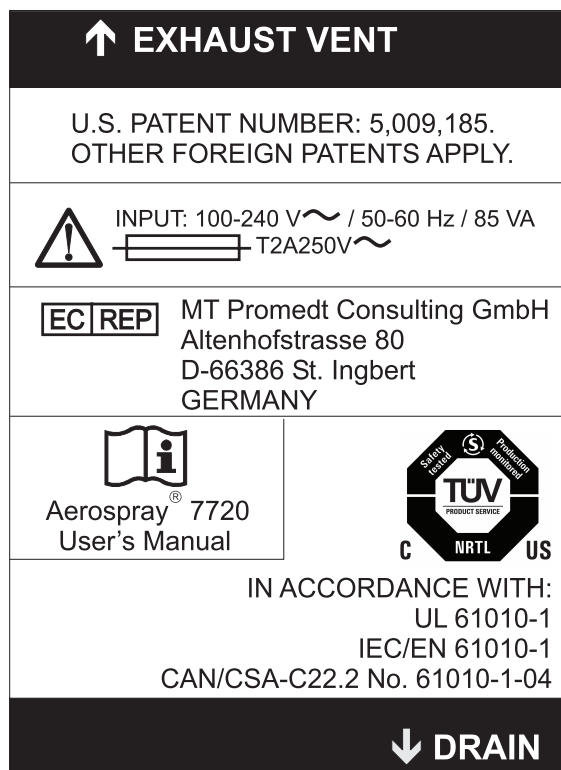 ↑ EXHAUST VENT
U.S. PATENT NUMBER: 5,009,185.
OTHER FOREIGN PATENTS APPLY.
INPUT: 100-240 V～ / 50-60 Hz / 85 VA
T2A250V～
EC REP
MT Promedt Consulting GmbH
Altenhofstrasse 80
D-66386 St. Ingbert
GERMANY
i
Aerospray® 7720
User's Manual
Safety tested
S
Production monitored
TÜV
PRODUCT SERVICE
C NRTL US
IN ACCORDANCE WITH:
UL 61010-1
IEC/EN 61010-1
CAN/CSA-C22.2 No. 61010-1-04
↓ DRAIN